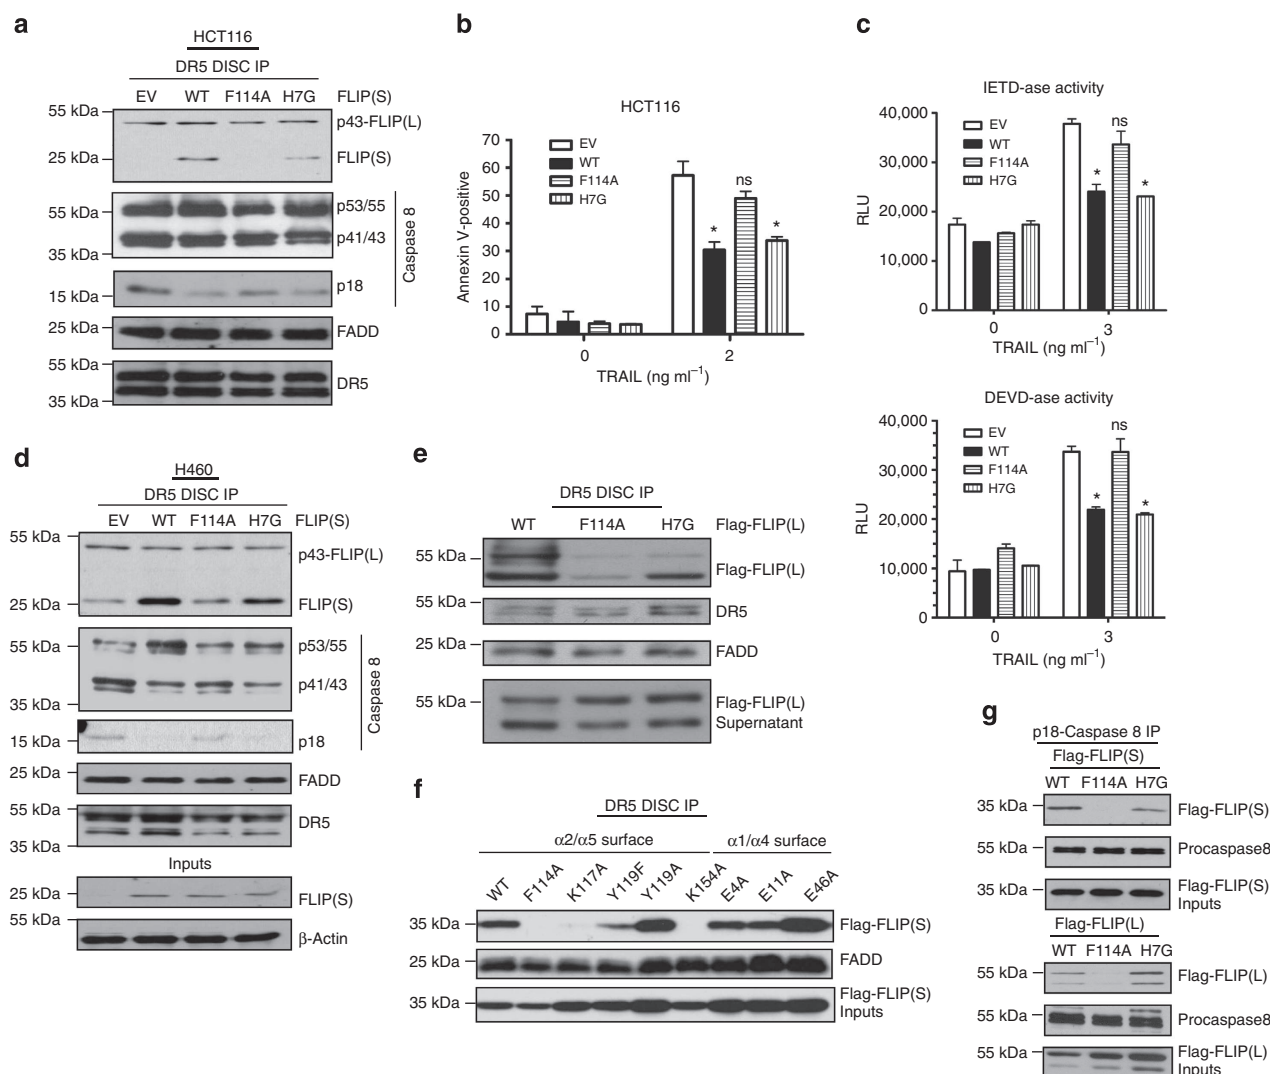 a
HCT116
DR5 DISC IP
EV WT F114A H7G FLIP(S)
55 kDa
p43-FLIP(L)
25 kDa
FLIP(S)
55 kDa
p53/55
p41/43
35 kDa
Caspase 8
15 kDa
p18
25 kDa
FADD
55 kDa
DR5
35 kDa
b
HCT116
Annexin V-positive
70
60
50
40
30
20
10
0
EV
WT
F114A
H7G
*
ns
*
0 2
TRAIL (ng ml⁻¹)
c
IETD-ase activity
RLU
40,000
30,000
20,000
10,000
0
EV
WT
F114A
H7G
*
ns
*
0 3
TRAIL (ng ml⁻¹)
DEVD-ase activity
RLU
40,000
30,000
20,000
10,000
0
EV
WT
F114A
H7G
*
ns
*
0 3
TRAIL (ng ml⁻¹)
d
H460
DR5 DISC IP
EV WT F114A H7G FLIP(S)
55 kDa
p43-FLIP(L)
25 kDa
FLIP(S)
55 kDa
p53/55
p41/43
35 kDa
Caspase 8
15 kDa
p18
25 kDa
FADD
55 kDa
DR5
35 kDa
Inputs
25 kDa
FLIP(S)
55 kDa
β-Actin
e
DR5 DISC IP
WT F114A H7G Flag-FLIP(L)
55 kDa
Flag-FLIP(L)
55 kDa
DR5
25 kDa
FADD
55 kDa
Flag-FLIP(L)
Supernatant
f
DR5 DISC IP
α2/α5 surface α1/α4 surface
WT F114A K117A Y119F Y119A K154A E4A E11A E46A
35 kDa
Flag-FLIP(S)
25 kDa
FADD
35 kDa
Flag-FLIP(S)
Inputs
g
p18-Caspase 8 IP
Flag-FLIP(S)
WT F114A H7G
35 kDa
Flag-FLIP(S)
55 kDa
Procaspase8
35 kDa
Flag-FLIP(S)
Inputs
Flag-FLIP(L)
WT F114A H7G
55 kDa
Flag-FLIP(L)
55 kDa
Procaspase8
55 kDa
Flag-FLIP(L)
Inputs